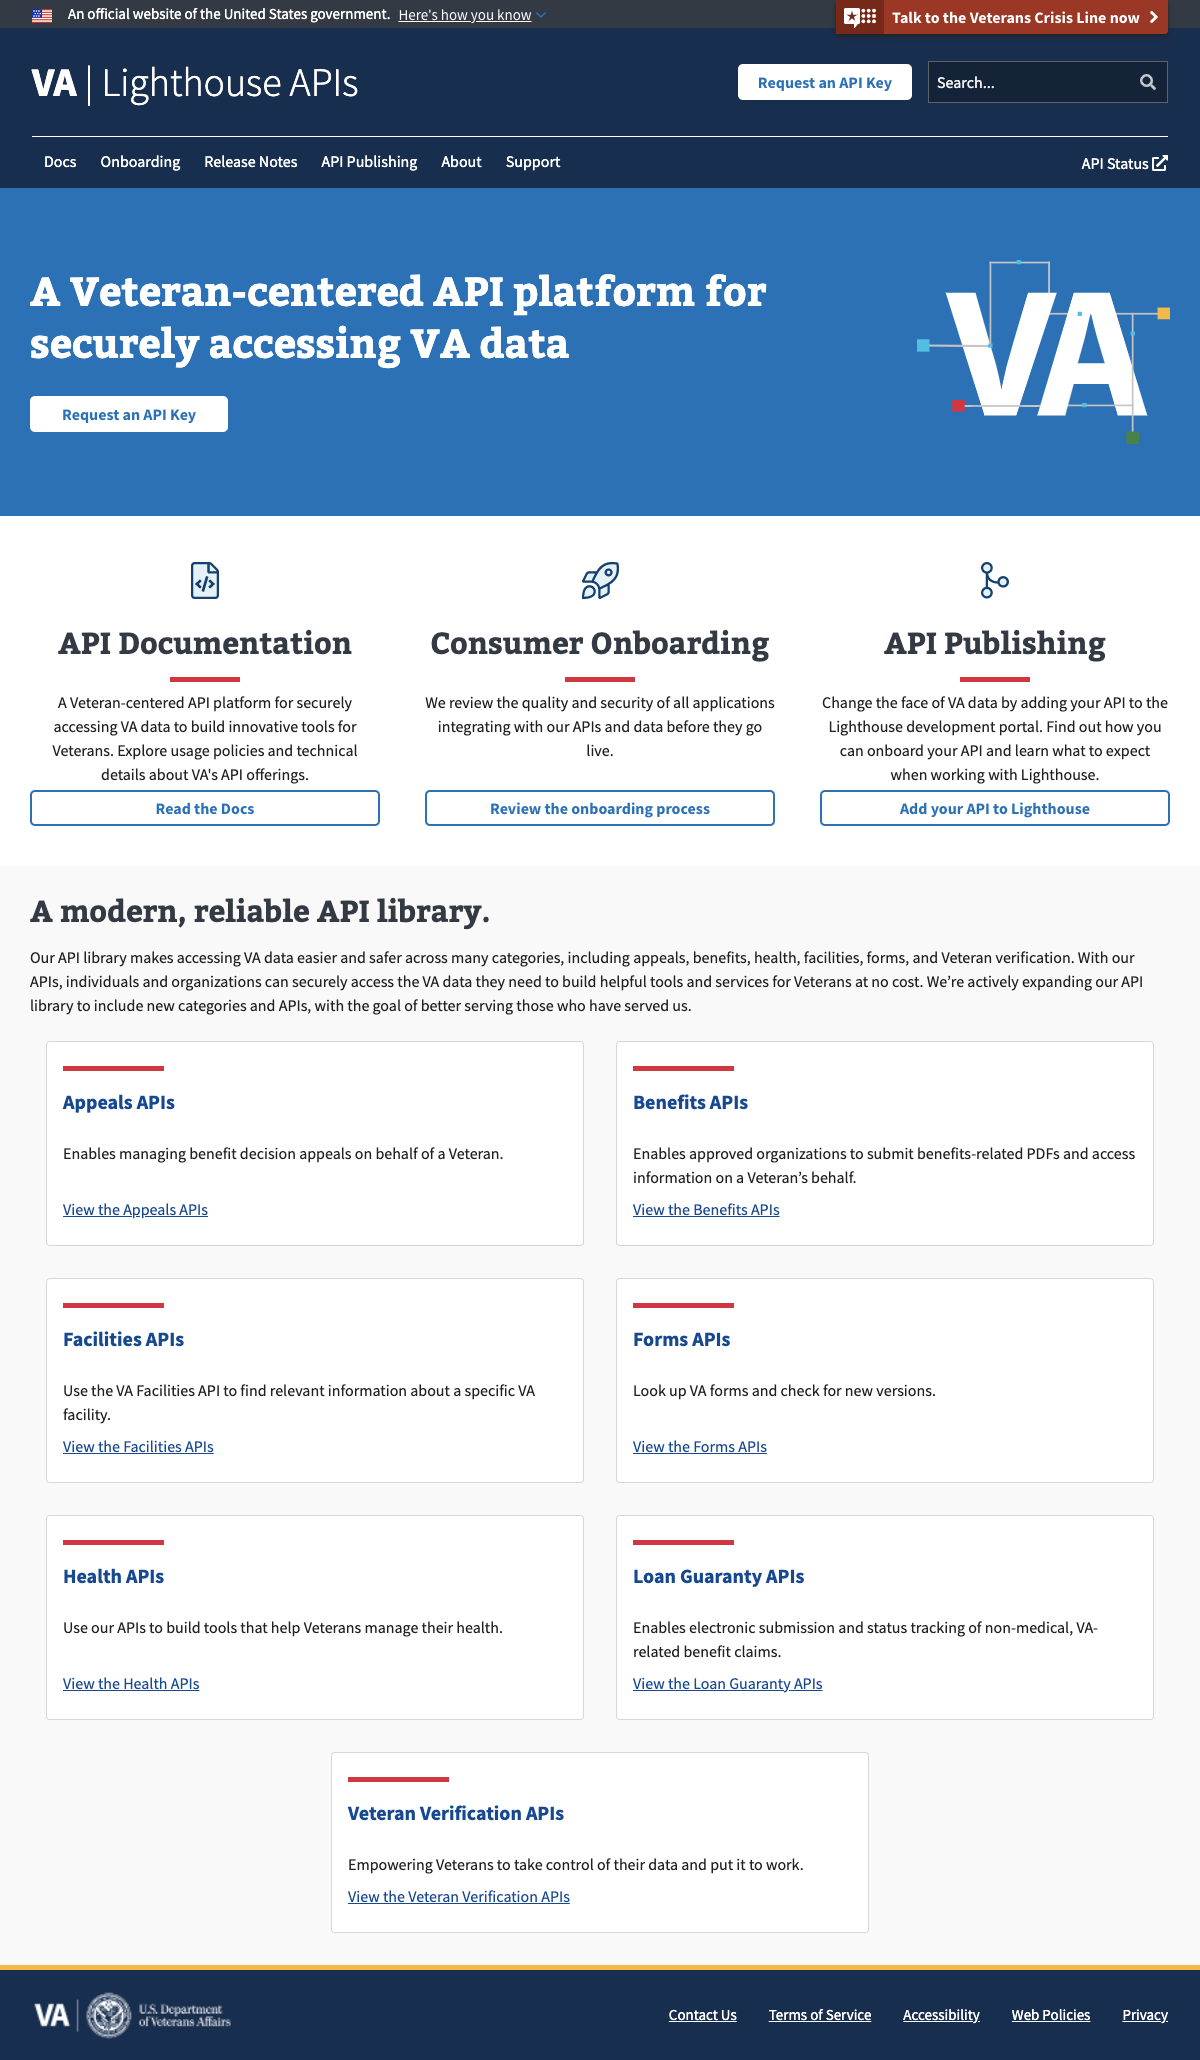 An official website of the United States government. Here's how you know
Talk to the Veterans Crisis Line now
VA | Lighthouse APIs
Request an API Key
Search...
Docs Onboarding Release Notes API Publishing About Support
API Status
A Veteran-centered API platform for
securely accessing VA data
Request an API Key
VA
API Documentation
A Veteran-centered API platform for securely
accessing VA data to build innovative tools for
Veterans. Explore usage policies and technical
details about VA's API offerings.
Read the Docs
Consumer Onboarding
We review the quality and security of all applications
integrating with our APIs and data before they go
live.
Review the onboarding process
API Publishing
Change the face of VA data by adding your API to the
Lighthouse development portal. Find out how you
can onboard your API and learn what to expect
when working with Lighthouse.
Add your API to Lighthouse
A modern, reliable API library.
Our API library makes accessing VA data easier and safer across many categories, including appeals, benefits, health, facilities, forms, and Veteran verification. With our
APIs, individuals and organizations can securely access the VA data they need to build helpful tools and services for Veterans at no cost. We’re actively expanding our API
library to include new categories and APIs, with the goal of better serving those who have served us.
Appeals APIs
Enables managing benefit decision appeals on behalf of a Veteran.
View the Appeals APIs
Benefits APIs
Enables approved organizations to submit benefits-related PDFs and access
information on a Veteran’s behalf.
View the Benefits APIs
Facilities APIs
Use the VA Facilities API to find relevant information about a specific VA
facility.
View the Facilities APIs
Forms APIs
Look up VA forms and check for new versions.
View the Forms APIs
Health APIs
Use our APIs to build tools that help Veterans manage their health.
View the Health APIs
Loan Guaranty APIs
Enables electronic submission and status tracking of non-medical, VA-
related benefit claims.
View the Loan Guaranty APIs
Veteran Verification APIs
Empowering Veterans to take control of their data and put it to work.
View the Veteran Verification APIs
VA
U.S. Department
of Veterans Affairs
Contact Us Terms of Service Accessibility Web Policies Privacy